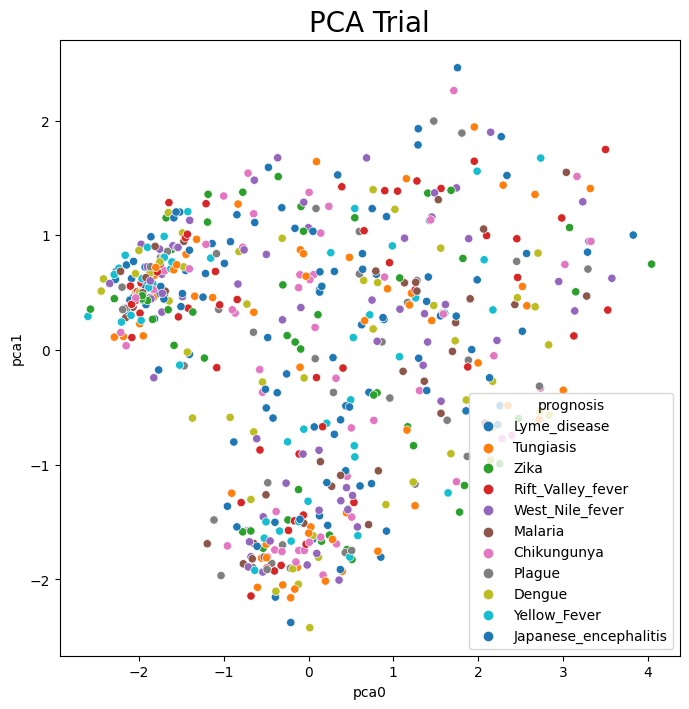 PCA Trial
pca1
2
1
0
−1
−2
−2
−1
0
1
2
3
4
pca0
prognosis
Lyme_disease
Tungiasis
Zika
Rift_Valley_fever
West_Nile_fever
Malaria
Chikungunya
Plague
Dengue
Yellow_Fever
Japanese_encephalitis